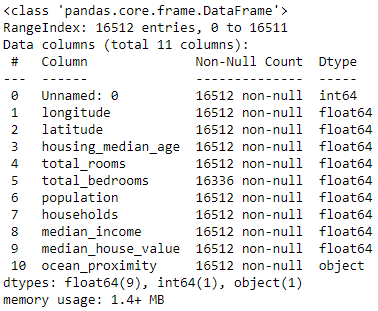 <class 'pandas.core.frame.DataFrame'>
RangeIndex: 16512 entries, 0 to 16511
Data columns (total 11 columns):
 #   Column              Non-Null Count  Dtype
---  ------              --------------  -----
 0   Unnamed: 0          16512 non-null  int64
 1   longitude           16512 non-null  float64
 2   latitude            16512 non-null  float64
 3   housing_median_age  16512 non-null  float64
 4   total_rooms         16512 non-null  float64
 5   total_bedrooms      16336 non-null  float64
 6   population          16512 non-null  float64
 7   households          16512 non-null  float64
 8   median_income       16512 non-null  float64
 9   median_house_value  16512 non-null  float64
 10  ocean_proximity     16512 non-null  object
dtypes: float64(9), int64(1), object(1)
memory usage: 1.4+ MB